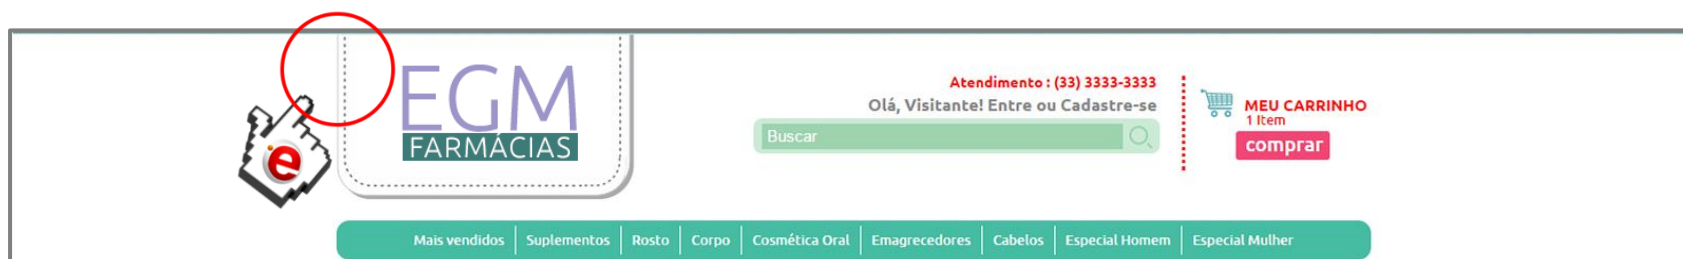 EGM
FARMÁCIAS
e
Atendimento : (33) 3333-3333
Olá, Visitante! Entre ou Cadastre-se
Buscar
MEU CARRINHO
1 Item
comprar
Mais vendidos Suplementos Rosto Corpo Cosmética Oral Emagrecedores Cabelos Especial Homem Especial Mulher